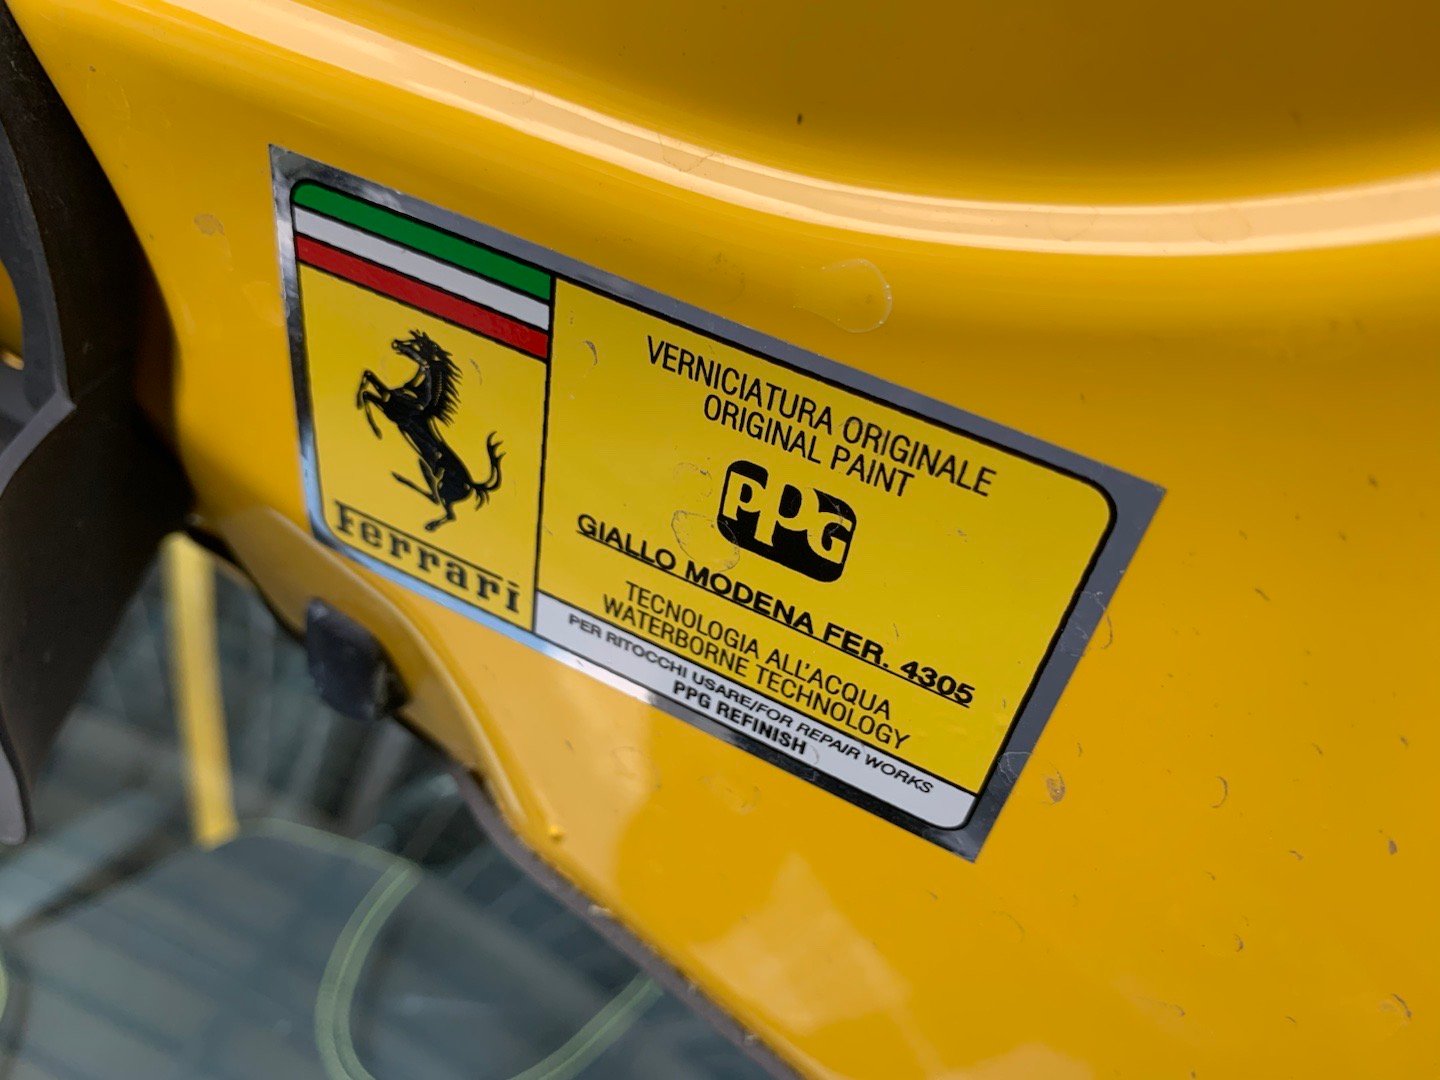 Ferrari
VERNICIATURA ORIGINALE
ORIGINAL PAINT
PPG
GIALLO MODENA FER. 4305
TECNOLOGIA ALL'ACQUA
WATERBORNE TECHNOLOGY
PER RITOCCHI USARE/FOR REPAIR WORKS
PPG REFINISH